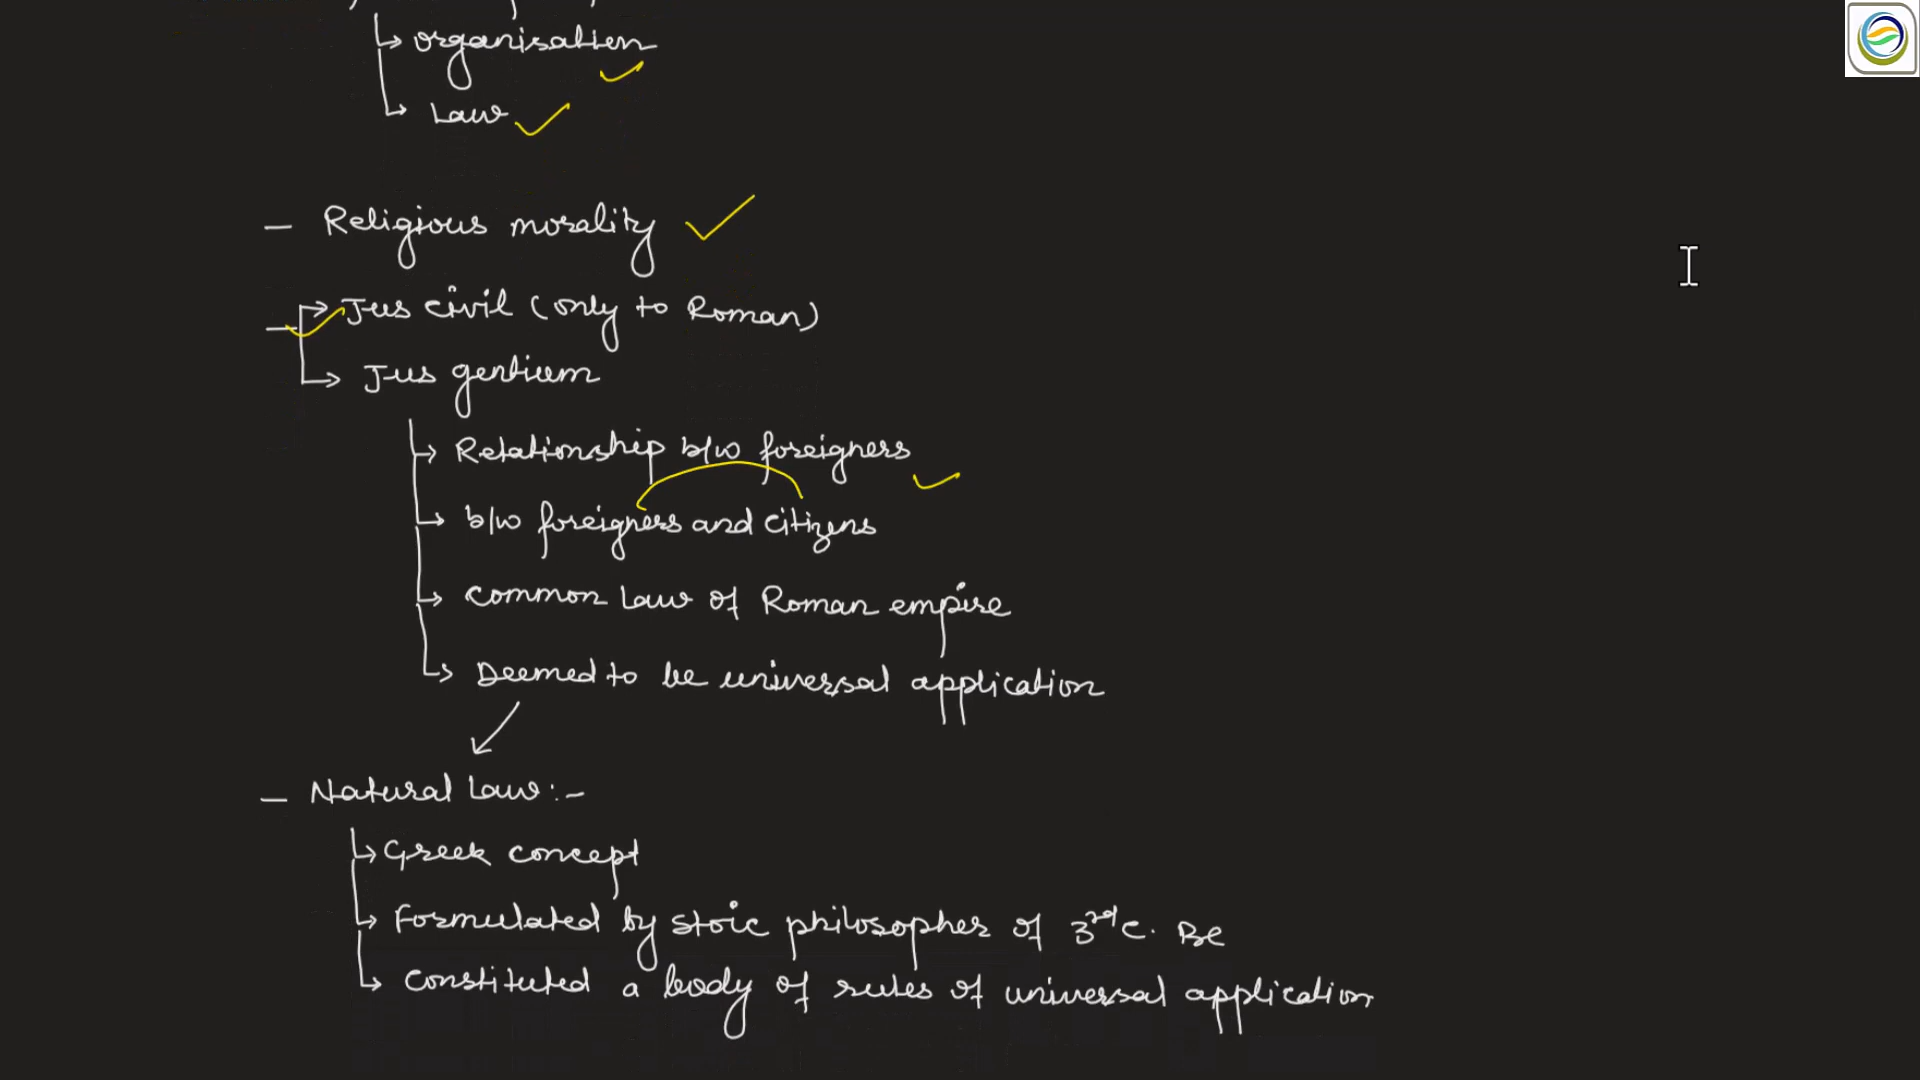 organisation
Law
- Religious morality
- Jus civil (only to Roman)
Jus gentium
Relationship b/w foreigners
b/w foreigners and citizens
common Law of Roman empire
Deemed to be universal application
- Natural Law:-
Greek concept
Formulated by stoic philosopher of 3rd C. BC
constituted a body of rules of universal application